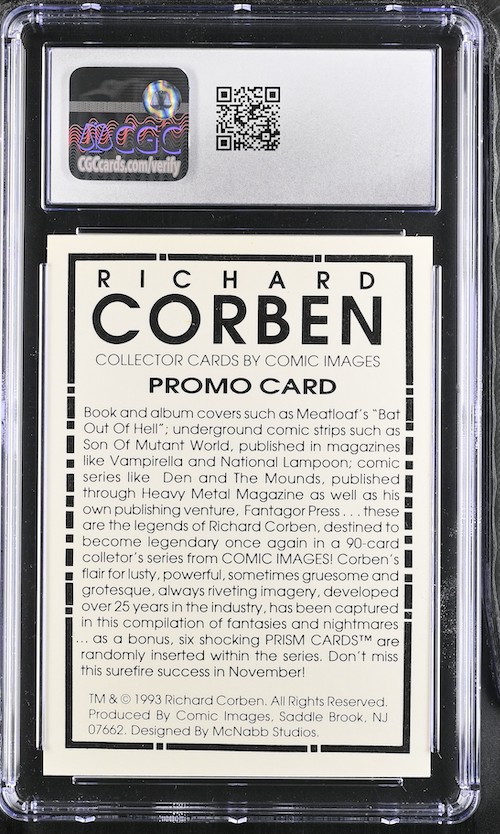 CGC
CGCcards.com/verify
RICHARD
CORBEN
COLLECTOR CARDS BY COMIC IMAGES
PROMO CARD
Book and album covers such as Meatloaf's "Bat
Out Of Hell"; underground comic strips such as
Son Of Mutant World, published in magazines
like Vampirella and National Lampoon; comic
series like Den and The Mounds, published
through Heavy Metal Magazine as well as his
own publishing venture, Fantagor Press . . . these
are the legends of Richard Corben, destined to
become legendary once again in a 90-card
colletor's series from COMIC IMAGES! Corben's
flair for lusty, powerful, sometimes gruesome and
grotesque, always riveting imagery, developed
over 25 years in the industry, has been captured
in this compilation of fantasies and nightmares
... as a bonus, six shocking PRISM CARDS™ are
randomly inserted within the series. Don't miss
this surefire success in November!
TM & © 1993 Richard Corben. All Rights Reserved.
Produced By Comic Images, Saddle Brook, NJ
07662. Designed By McNabb Studios.